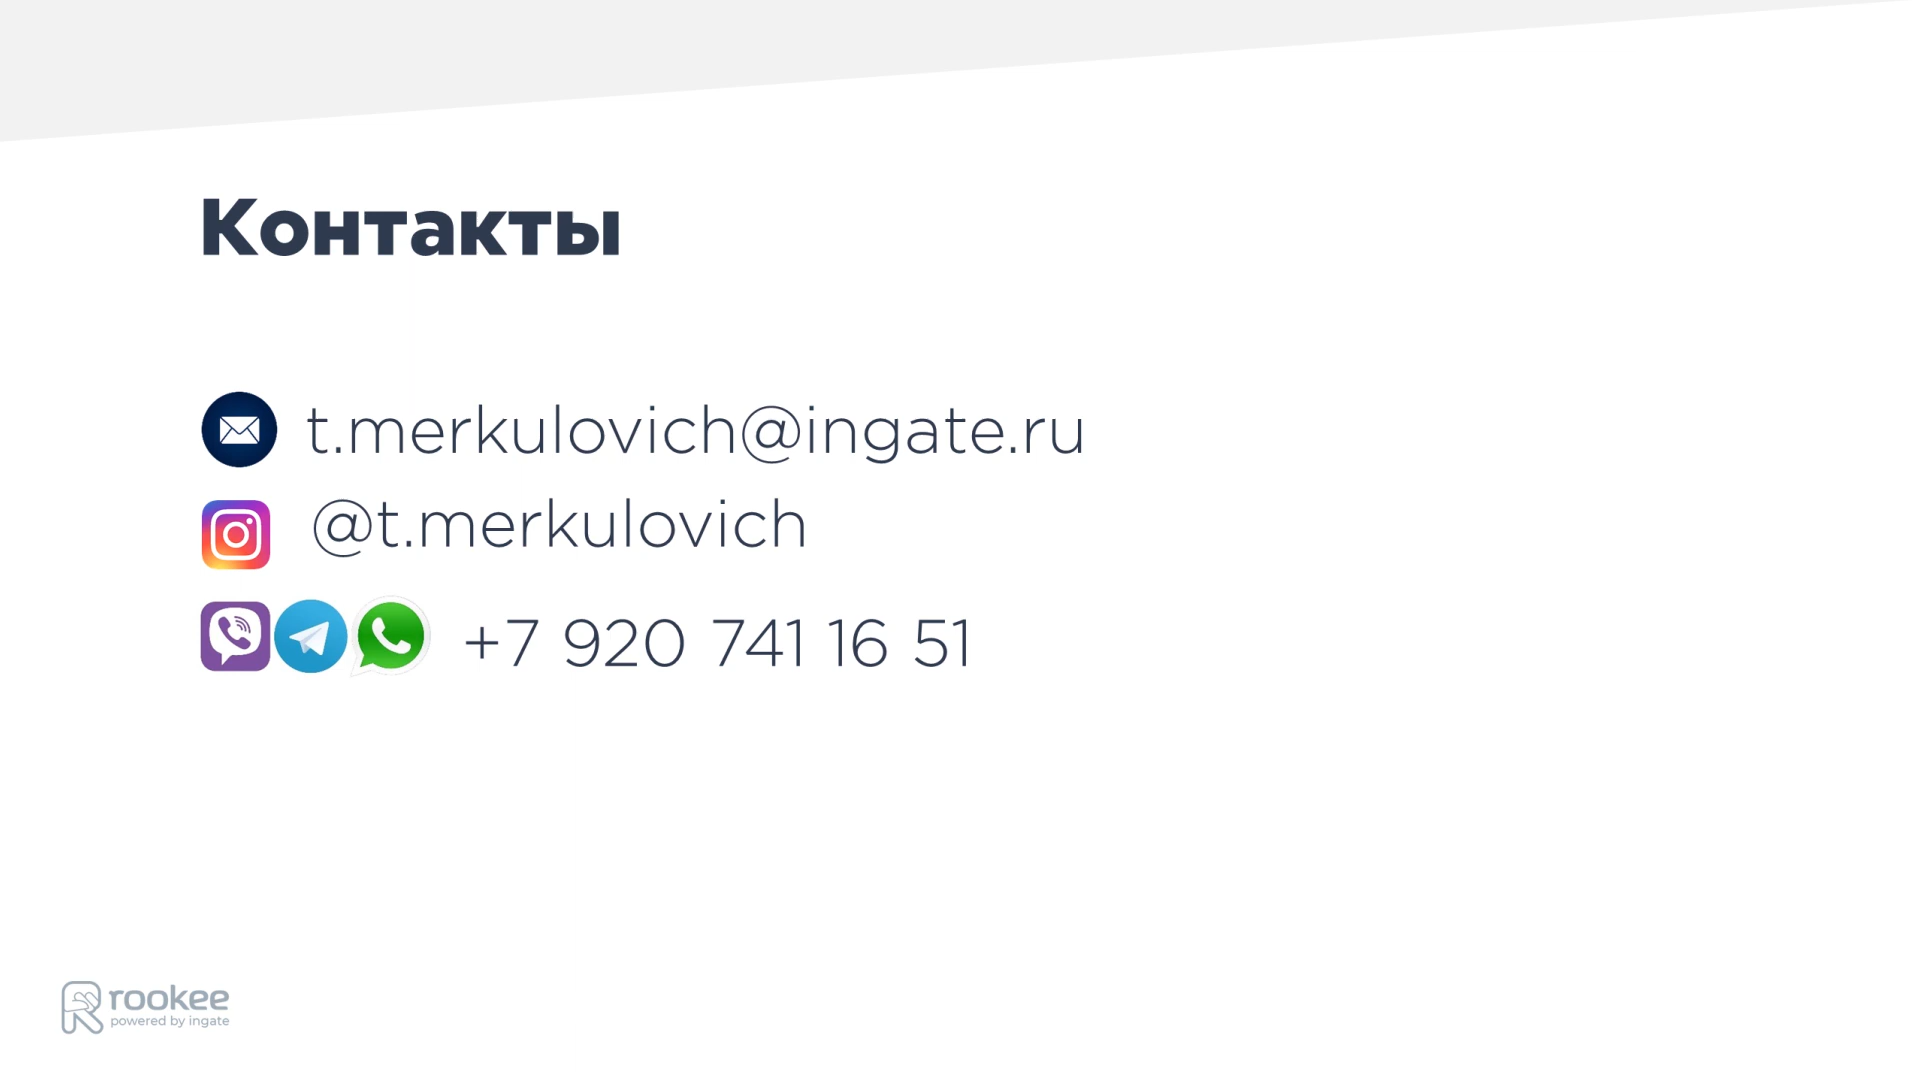 Контакты
t.merkulovich@ingate.ru
@t.merkulovich
+7 920 741 16 51
rookee
powered by ingate